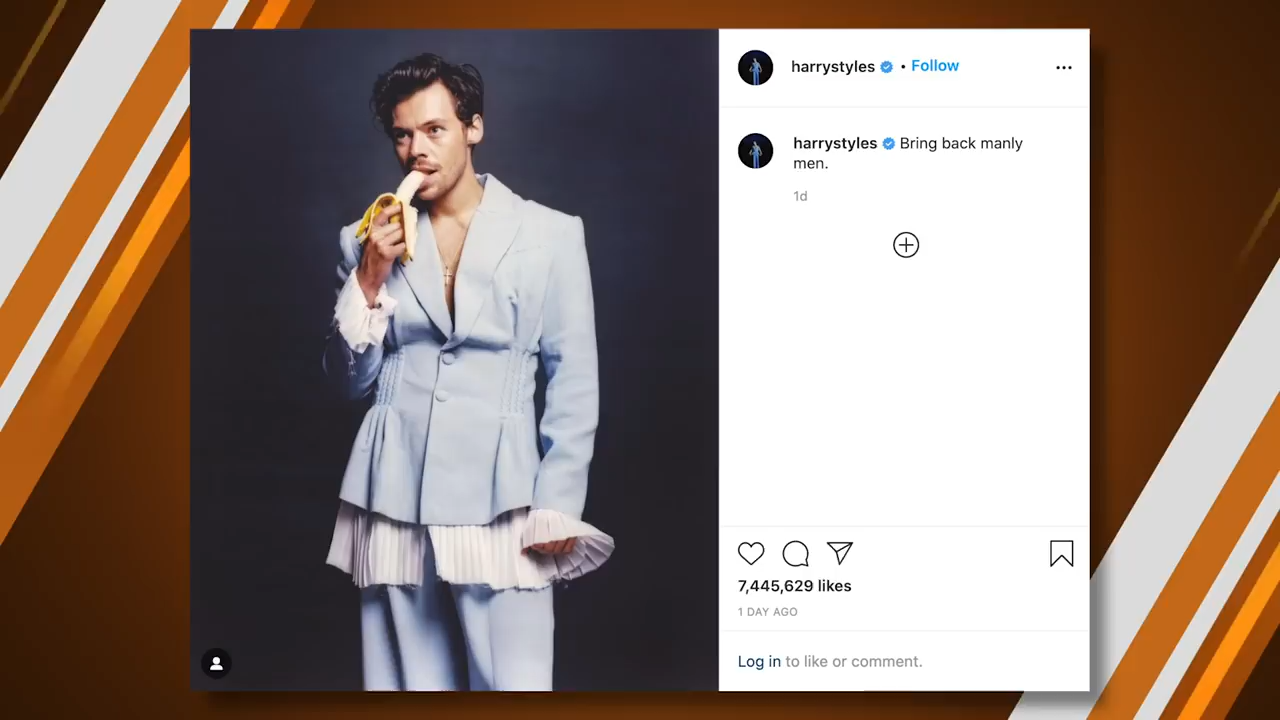 harrystyles • Follow
harrystyles Bring back manly
men.
1d
7,445,629 likes
1 DAY AGO
Log in to like or comment.